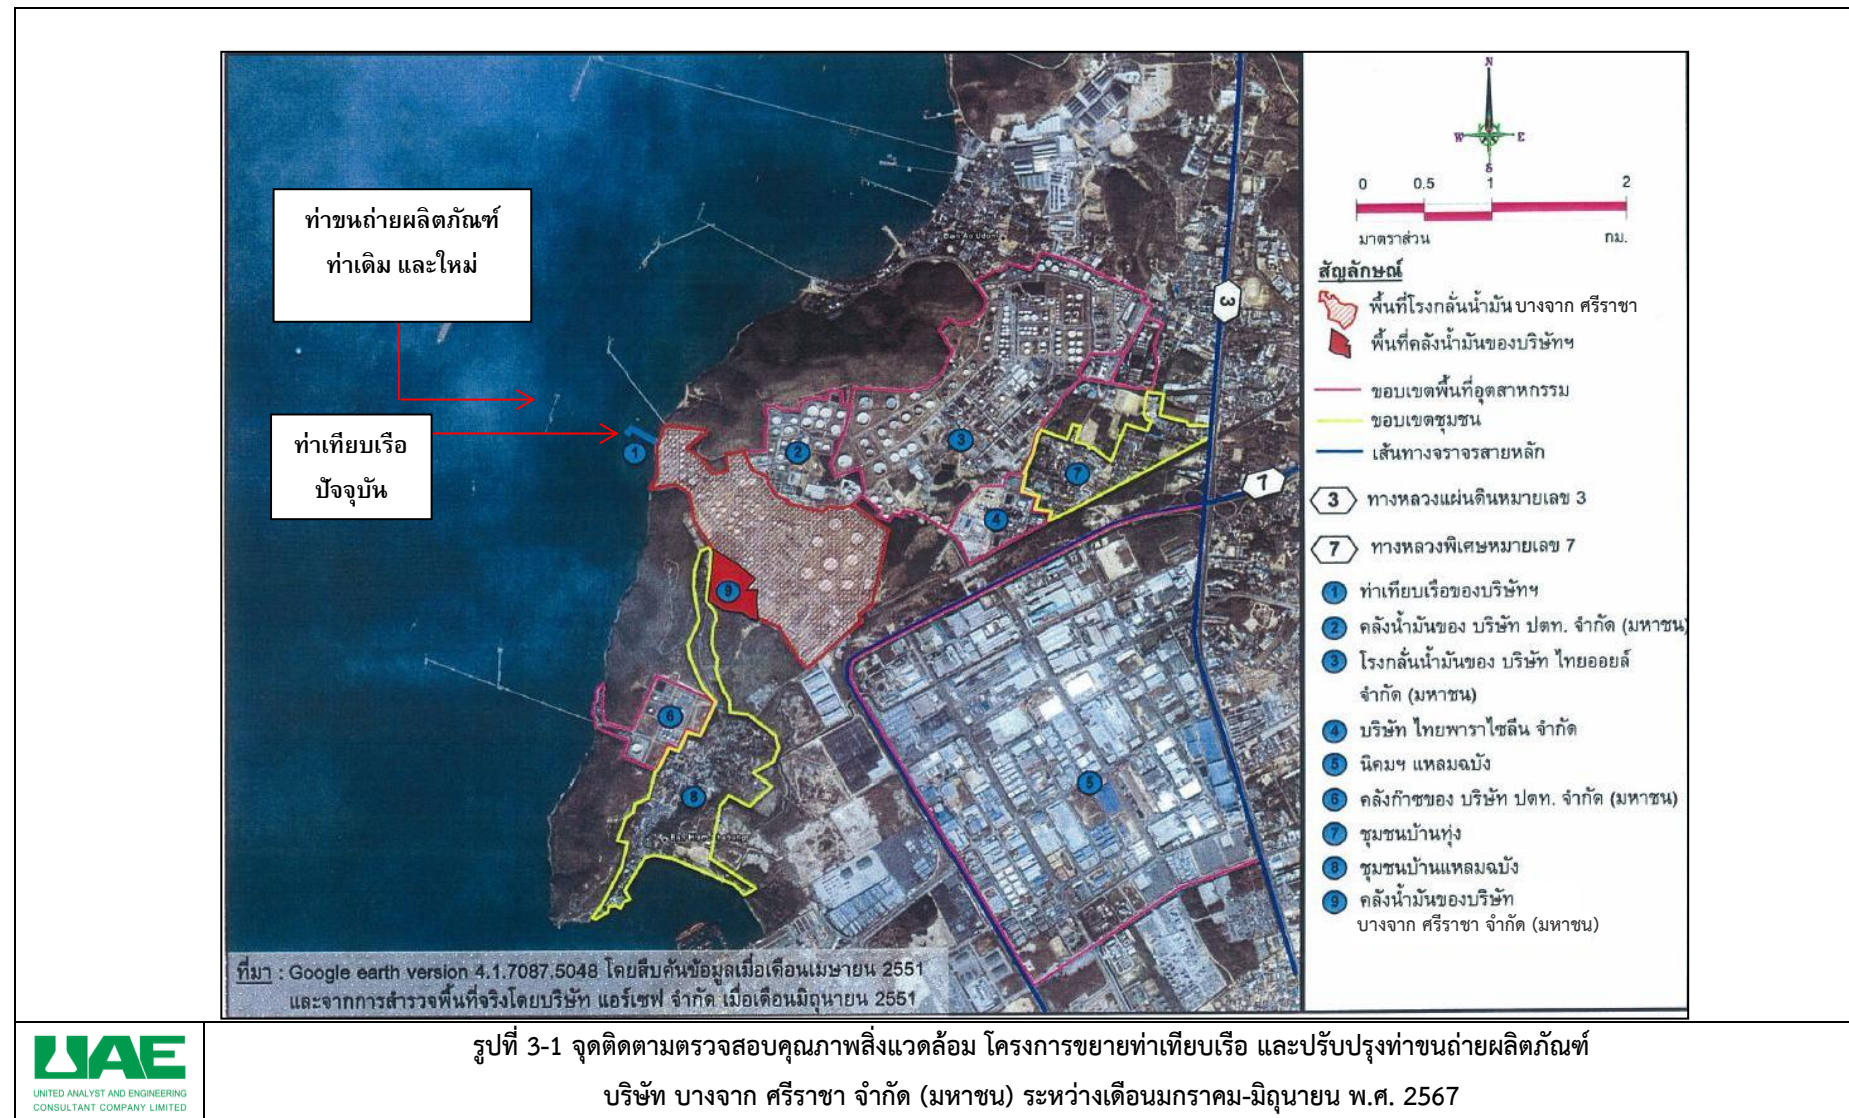 ท่าขนถ่ายผลิตภัณฑ์
ท่าเดิม และใหม่
ท่าเทียบเรือ
ปัจจุบัน
Ban Ao Udom
1
2
3
4
5
6
7
8
9
3
7
N
W E
S
0 0.5 1 2
มาตราส่วน กม.
สัญลักษณ์
พื้นที่โรงกลั่นน้ำมัน บางจาก ศรีราชา
พื้นที่คลังน้ำมันของบริษัทฯ
ขอบเขตพื้นที่อุตสาหกรรม
ขอบเขตชุมชน
เส้นทางจราจรสายหลัก
3 ทางหลวงแผ่นดินหมายเลข 3
7 ทางหลวงพิเศษหมายเลข 7
1 ท่าเทียบเรือของบริษัทฯ
2 คลังน้ำมันของ บริษัท ปตท. จำกัด (มหาชน)
3 โรงกลั่นน้ำมันของ บริษัท ไทยออยล์
จำกัด (มหาชน)
4 บริษัท ไทยพาราไซลีน จำกัด
5 นิคมฯ แหลมฉบัง
6 คลังก๊าซของ บริษัท ปตท. จำกัด (มหาชน)
7 ชุมชนบ้านทุ่ง
8 ชุมชนบ้านแหลมฉบัง
9 คลังน้ำมันของบริษัท
บางจาก ศรีราชา จำกัด (มหาชน)
ที่มา : Google earth version 4.1.7087.5048 โดยสืบค้นข้อมูลเมื่อเดือนเมษายน 2551
และจากการสำรวจพื้นที่จริงโดยบริษัท แอร์เซฟ จำกัด เมื่อเดือนมิถุนายน 2551
UAE
UNITED ANALYST AND ENGINEERING
CONSULTANT COMPANY LIMITED
รูปที่ 3-1 จุดติดตามตรวจสอบคุณภาพสิ่งแวดล้อม โครงการขยายท่าเทียบเรือ และปรับปรุงท่าขนถ่ายผลิตภัณฑ์
บริษัท บางจาก ศรีราชา จำกัด (มหาชน) ระหว่างเดือนมกราคม-มิถุนายน พ.ศ. 2567